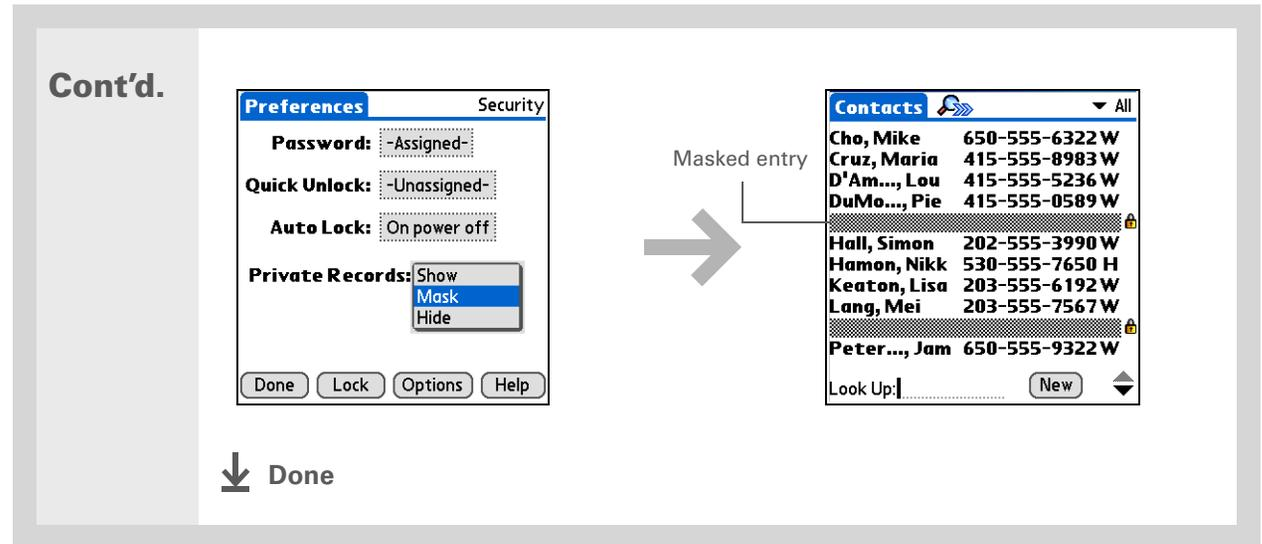 Cont'd.
Preferences Security
Password: -Assigned-
Quick Unlock: -Unassigned-
Auto Lock: On power off
Private Records: Show
Mask
Hide
Done Lock Options Help
Masked entry
Contacts All
Cho, Mike 650-555-6322 W
Cruz, Maria 415-555-8983 W
D'Am..., Lou 415-555-5236 W
DuMo..., Pie 415-555-0589 W
Hall, Simon 202-555-3990 W
Hamon, Nikk 530-555-7650 H
Keaton, Lisa 203-555-6192 W
Lang, Mei 203-555-7567 W
Peter..., Jam 650-555-9322 W
Look Up: New
Done